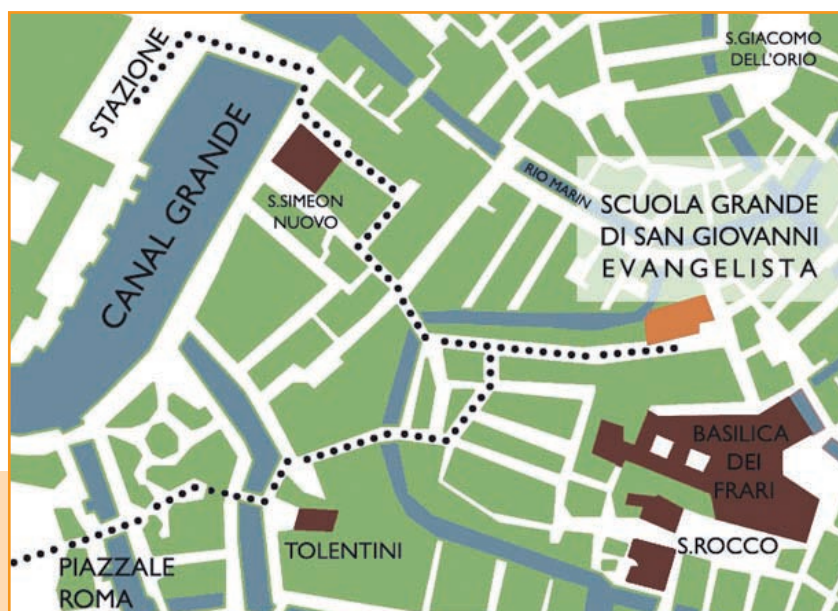 S.GIACOMO
DELL'ORIO
STAZIONE
CANAL GRANDE
S.SIMEON
NUOVO
RIO MARIN
SCUOLA GRANDE
DI SAN GIOVANNI
EVANGELISTA
BASILICA
DEI
FRARI
TOLENTINI
S.ROCCO
PIAZZALE
ROMA